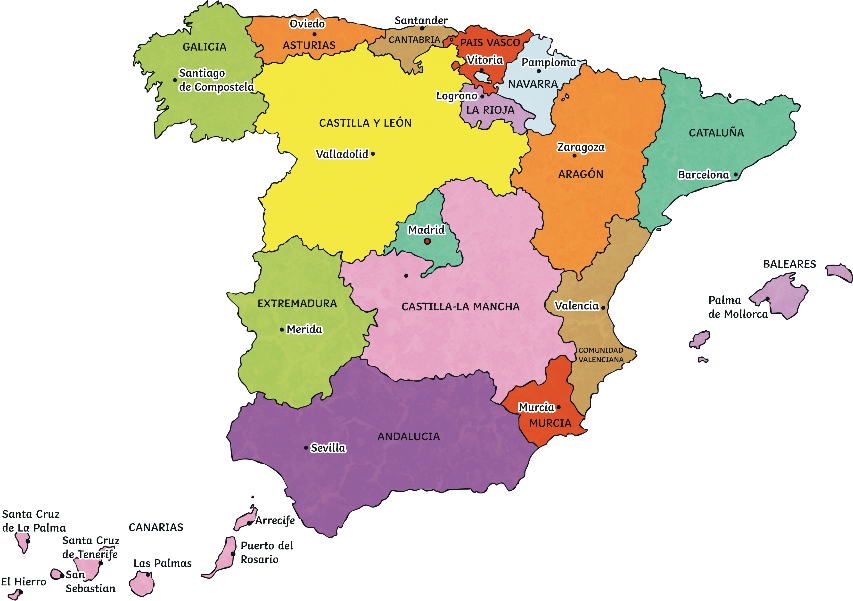 Oviedo
Santander
GALICIA
ASTURIAS
CANTABRIA
PAIS VASCO
Santiago
de Compostela
Vitoria
Pamplona
NAVARRA
Logrono
LA RIOJA
CASTILLA Y LEÓN
CATALUÑA
Valladolid
Zaragoza
ARAGÓN
Barcelona
Madrid
BALEARES
EXTREMADURA
CASTILLA-LA MANCHA
Valencia
Palma
de Mollorca
Merida
COMUNIDAD
VALENCIANA
Murcia
MURCIA
ANDALUCIA
Sevilla
Santa Cruz
de La Palma
CANARIAS
Arrecife
Santa Cruz
de Tenerife
Puerto del
Rosario
Las Palmas
El Hierro
San
Sebastian